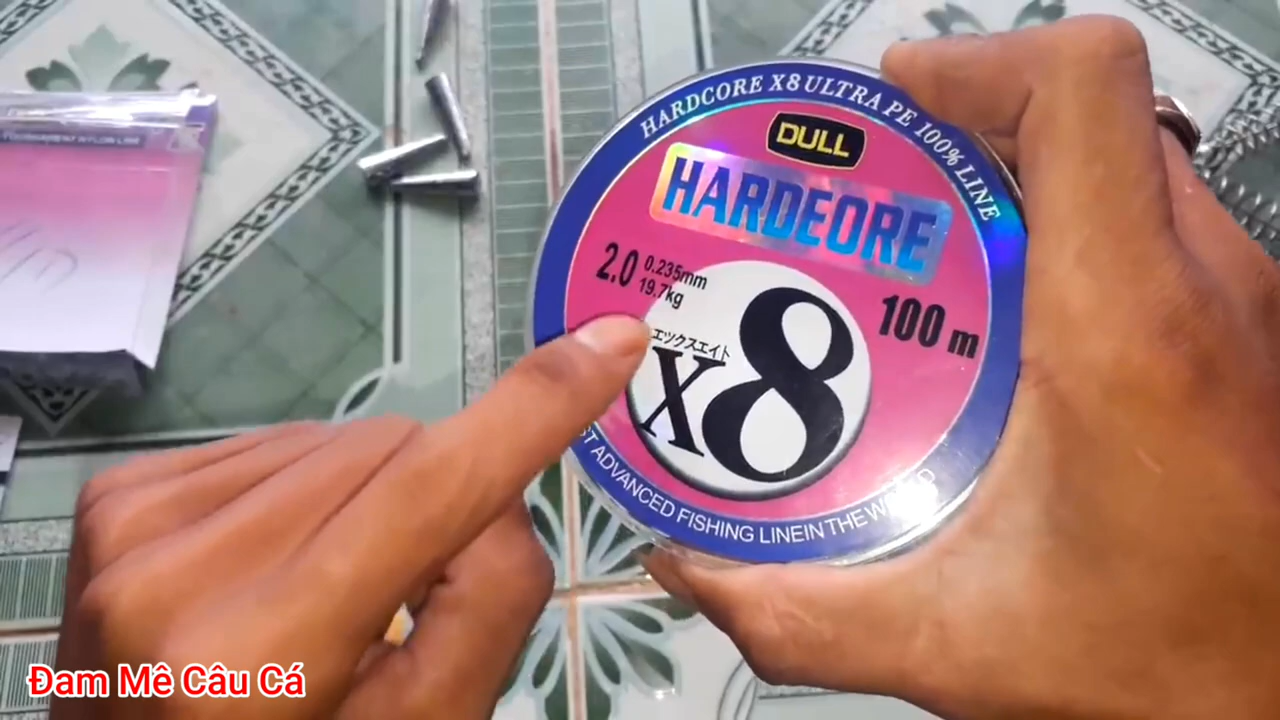 HARDCORE X8 ULTRA PE 100% LINE
DULL
HARDEORE
2.0
0.235mm
19.7kg
100 m
エックスエイト
X8
ADVANCED FISHING LINEIN THE
Đam Mê Câu Cá